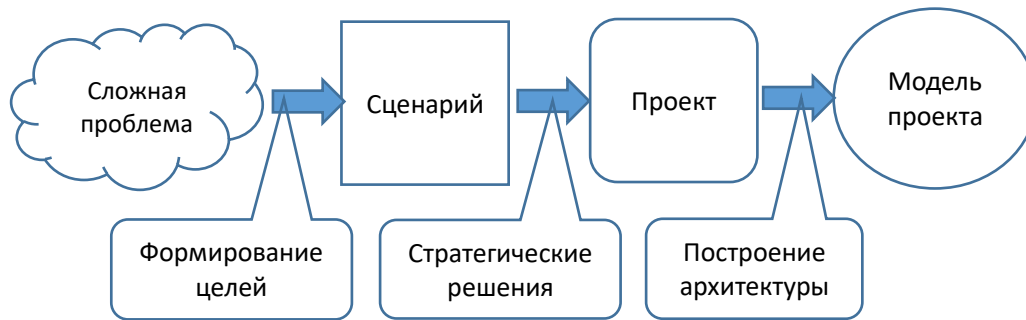 Сложная
проблема
Сценарий
Проект
Модель
проекта
Формирование
целей
Стратегические
решения
Построение
архитектуры